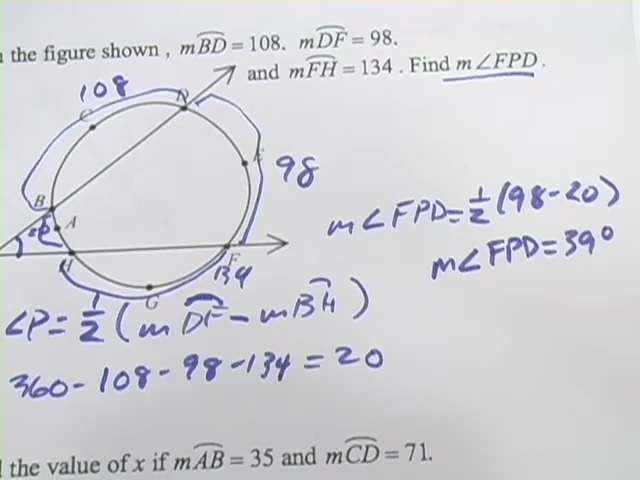 the figure shown , mBD = 108. mDF = 98.
and mFH = 134 . Find m∠FPD .
108
D
C
E
98
B
A
m∠FPD = 1/2 (98-20)
m∠FPD = 39°
H
F
134
G
∠P = 1/2 ( m DF - m BH )
360 - 108 - 98 - 134 = 20
the value of x if mAB = 35 and mCD = 71.